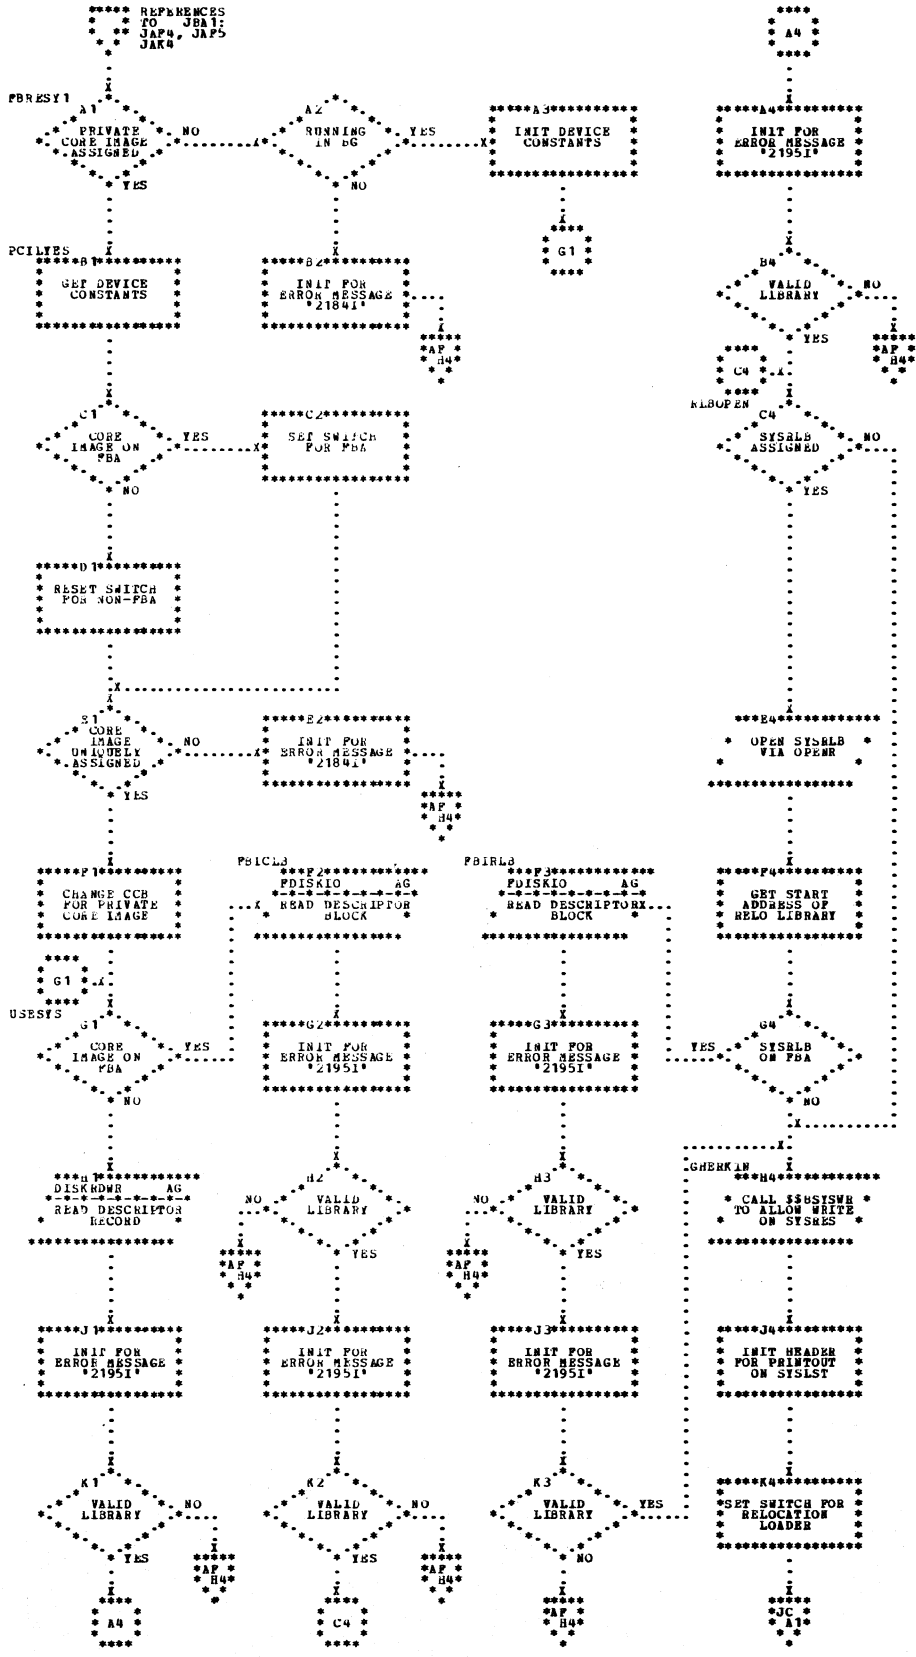 REFERENCES
TO JBA1:
JAP4, JAP5
JAK4
A4
FBRESY1
A1
PRIVATE
CORE IMAGE
ASSIGNED
NO
YES
A2
RUNNING
IN BG
YES
NO
A3
INIT DEVICE
CONSTANTS
G1
A4
INIT FOR
ERROR MESSAGE
'2195I'
PCILYES
B1
GET DEVICE
CONSTANTS
B2
INIT FOR
ERROR MESSAGE
'2184I'
AF
H4
B4
VALID
LIBRARY
NO
YES
AF
H4
C4
RLBOPEN
C1
CORE
IMAGE ON
FBA
YES
NO
C2
SET SWITCH
FOR FBA
C4
SYSRLB
ASSIGNED
NO
YES
D1
RESET SWITCH
FOR NON-FBA
E1
CORE
IMAGE
UNIQUELY
ASSIGNED
NO
YES
E2
INIT FOR
ERROR MESSAGE
'2184I'
AF
H4
E4
OPEN SYSRLB
VIA OPENR
F1
CHANGE CCB
FOR PRIVATE
CORE IMAGE
FBICLB
F2
FDISKIO AG
READ DESCRIPTOR
BLOCK
FBIRLB
F3
FDISKIO AG
READ DESCRIPTOR
BLOCK
F4
GET START
ADDRESS OF
RELO LIBRARY
G1
USESYS
G1
CORE
IMAGE ON
FBA
YES
NO
G2
INIT FOR
ERROR MESSAGE
'2195I'
G3
INIT FOR
ERROR MESSAGE
'2195I'
G4
SYSRLB
ON FBA
YES
NO
H1
DISKRDWR AG
READ DESCRIPTOR
RECORD
H2
VALID
LIBRARY
NO
YES
AF
H4
H3
VALID
LIBRARY
NO
YES
AF
H4
GHERKIN
H4
CALL $$BSYSWR
TO ALLOW WRITE
ON SYSRES
J1
INIT FOR
ERROR MESSAGE
'2195I'
J2
INIT FOR
ERROR MESSAGE
'2195I'
J3
INIT FOR
ERROR MESSAGE
'2195I'
J4
INIT HEADER
FOR PRINTOUT
ON SYSLST
K1
VALID
LIBRARY
NO
YES
AF
H4
A4
K2
VALID
LIBRARY
NO
YES
AF
H4
C4
K3
VALID
LIBRARY
YES
NO
AF
H4
K4
SET SWITCH FOR
RELOCATION
LOADER
JC
A1